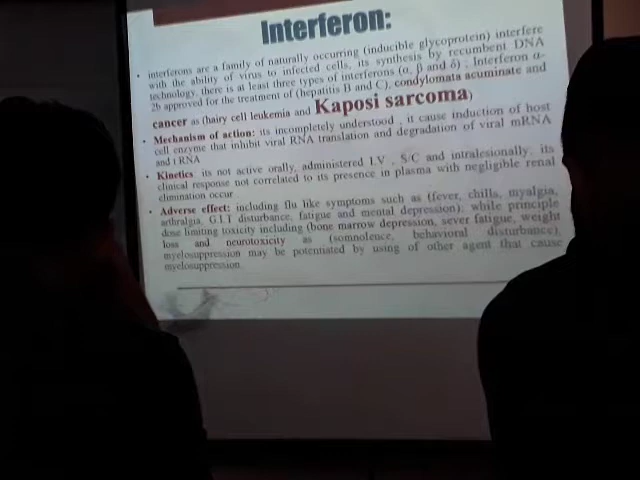 Interferon:
• interferons are a family of naturally occurring (inducible glycoprotein) interfere
with the ability of virus to infected cells, its synthesis by recumbent DNA
technology, there is at least three types of interferons (α, β and δ) : Interferon α-
2b approved for the treatment of (hepatitis B and C), condylomata acuminate and
cancer as (hairy cell leukemia and Kaposi sarcoma)
• Mechanism of action: its incompletely understood , it cause induction of host
cell enzyme that inhibit viral RNA translation and degradation of viral mRNA
and t RNA
• Kinetics: its not active orally, administered I.V , S/C and intralesionally; its
clinical response not correlated to its presence in plasma with negligible renal
elimination occur.
• Adverse effect: including flu like symptoms such as (fever, chills, myalgia,
arthralgia, G.I.T disturbance, fatigue and mental depression); while principle
dose limiting toxicity including (bone marrow depression, sever fatigue, weight
loss and neurotoxicity as (somnolence, behavioral disturbance),
myelosuppression may be potentiated by using of other agent that cause
myelosuppression.